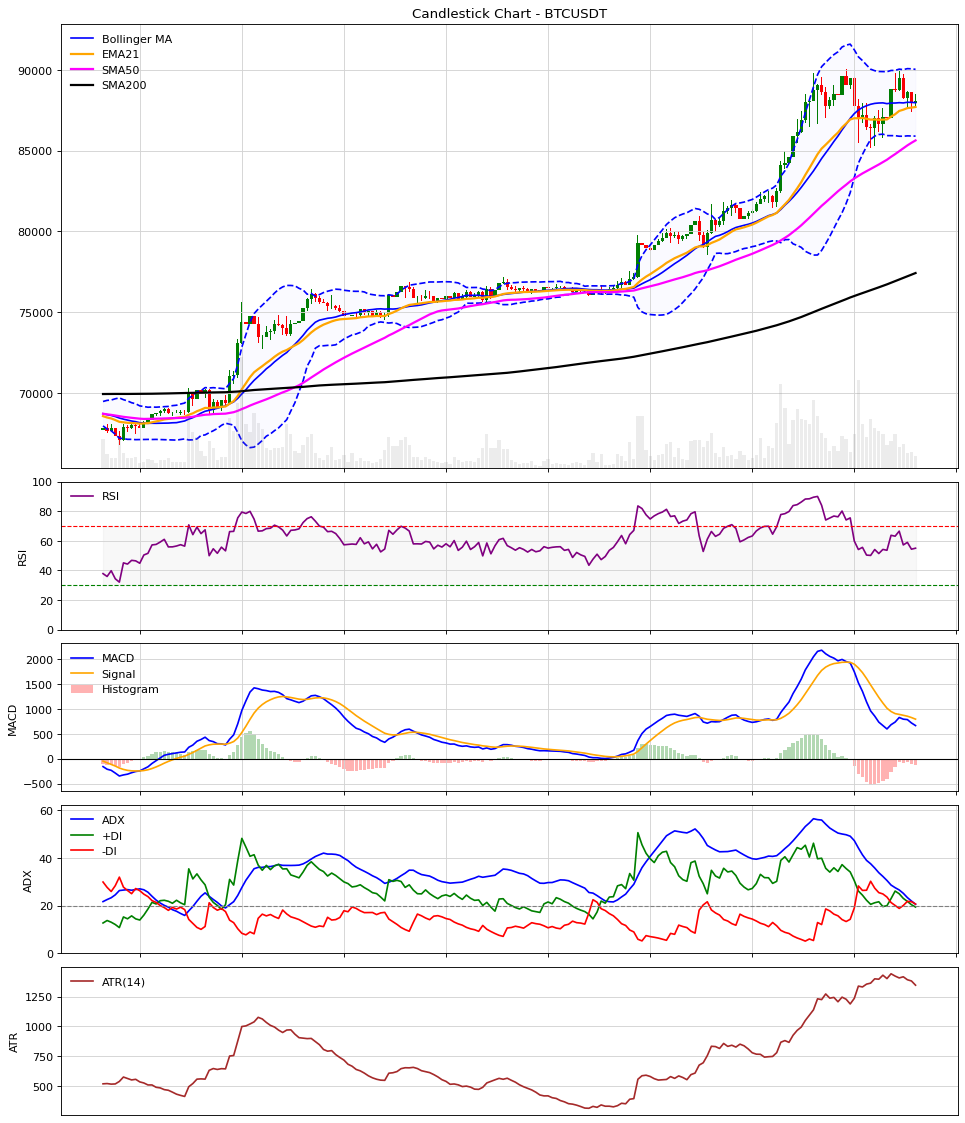 Candlestick Chart - BTCUSDT
Bollinger MA
EMA21
SMA50
SMA200
90000
85000
80000
75000
70000
RSI
100
80
60
40
20
0
RSI
MACD
Signal
Histogram
2000
1500
1000
500
0
−500
MACD
ADX
+DI
-DI
60
40
20
0
ADX
ATR(14)
1250
1000
750
500
ATR